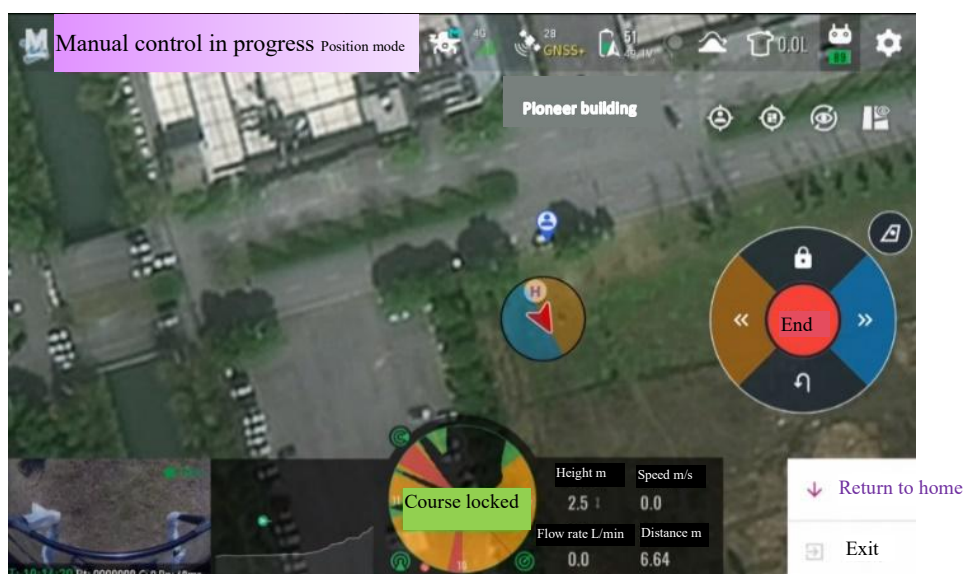 Manual control in progress Position mode
4G
28
GNSS+
51
0.0L
89
Pioneer building
H
End
Course locked
Height m
Speed m/s
2.5
0.0
Flow rate L/min
Distance m
0.0
6.64
Return to home
Exit